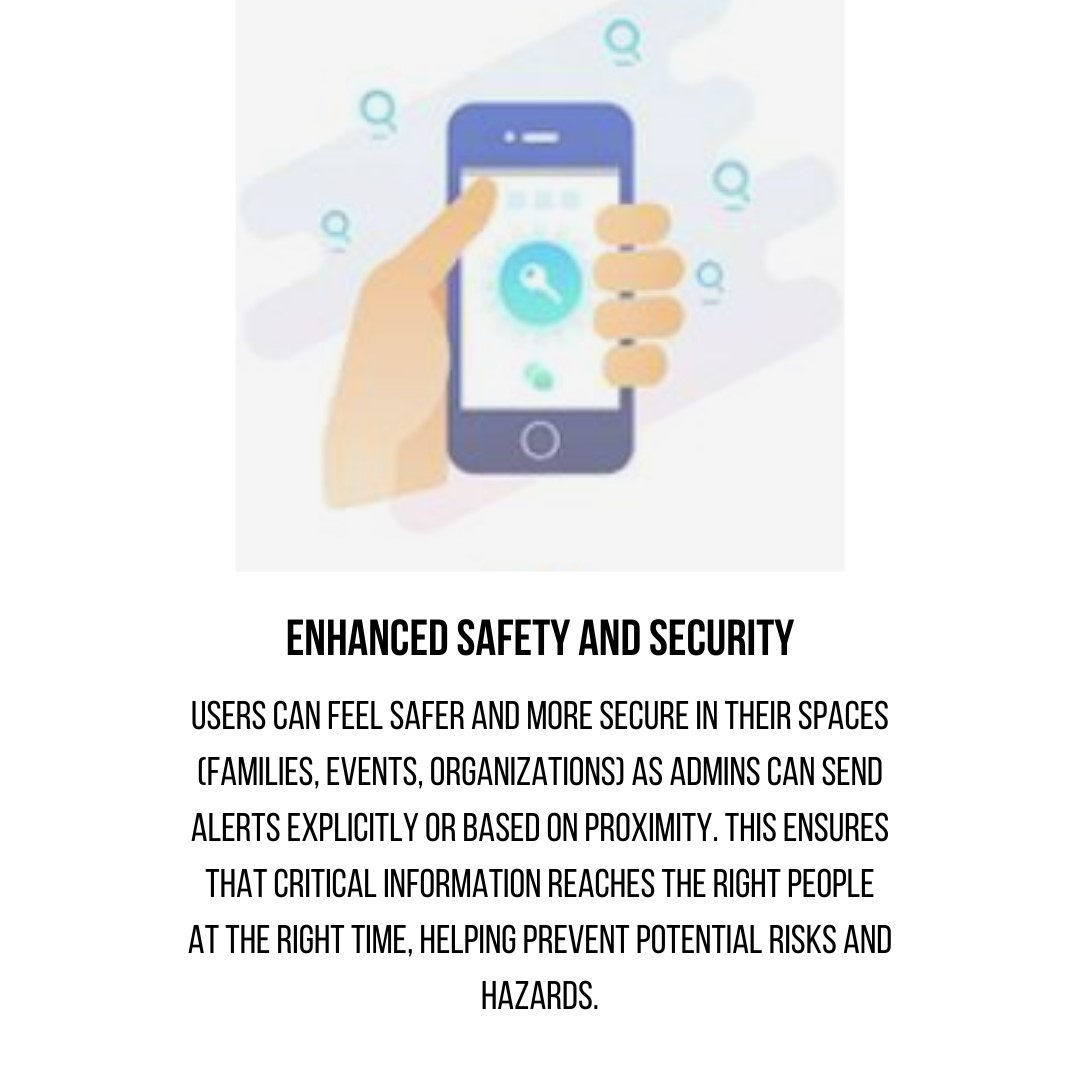 ENHANCED SAFETY AND SECURITY
USERS CAN FEEL SAFER AND MORE SECURE IN THEIR SPACES
(FAMILIES, EVENTS, ORGANIZATIONS) AS ADMINS CAN SEND
ALERTS EXPLICITLY OR BASED ON PROXIMITY. THIS ENSURES
THAT CRITICAL INFORMATION REACHES THE RIGHT PEOPLE
AT THE RIGHT TIME, HELPING PREVENT POTENTIAL RISKS AND
HAZARDS.